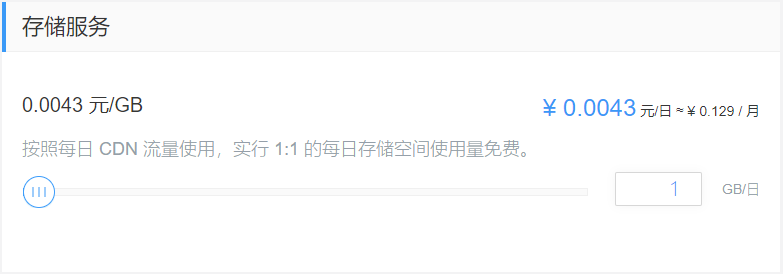 存储服务
0.0043 元/GB
¥ 0.0043 元/日 ≈ ¥ 0.129 / 月
按照每日 CDN 流量使用，实行 1:1 的每日存储空间使用量免费。
1 GB/日